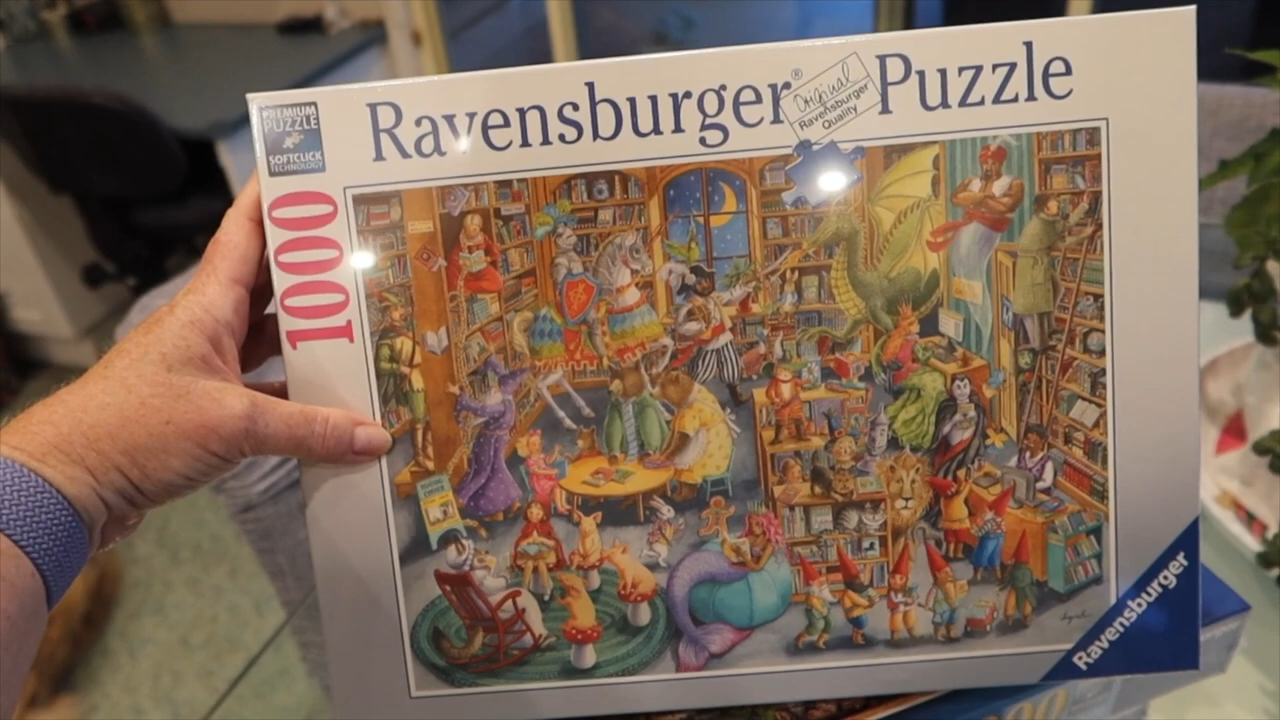 PREMIUM
PUZZLE
SOFTCLICK
TECHNOLOGY
Ravensburger® Puzzle
Original
Ravensburger
Quality
1000
Ravensburger